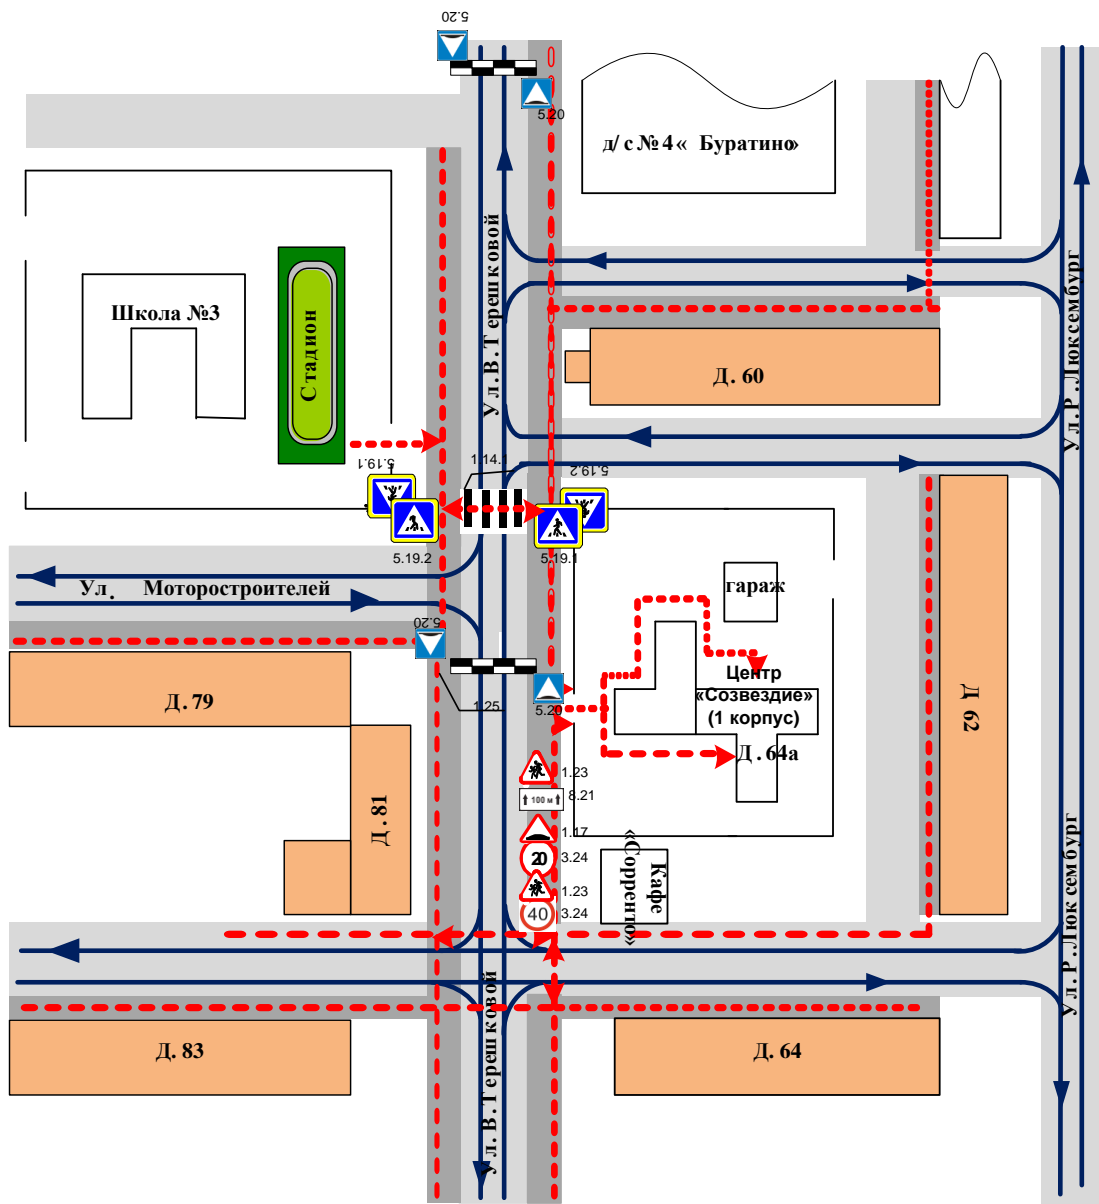 5.20
5.20
д/с №4« Буратино»
Ул.В.Терешковой
Ул.Р.Люксембург
Школа №3
Стадион
Д. 60
5.19.1
1.14.1
5.19.2
5.19.2
5.19.1
Ул. Моторостроителей
гараж
5.20
Центр
«Созвездие»
(1 корпус)
Д. 64а
Д. 79
1.25
5.20
Д. 62
1.23
100 м
8.21
Д. 81
1.17
20
3.24
1.23
40
3.24
Кафе
«Сорренто»
Ул.Р.Люксембург
Ул.В.Терешковой
Д. 83
Д. 64